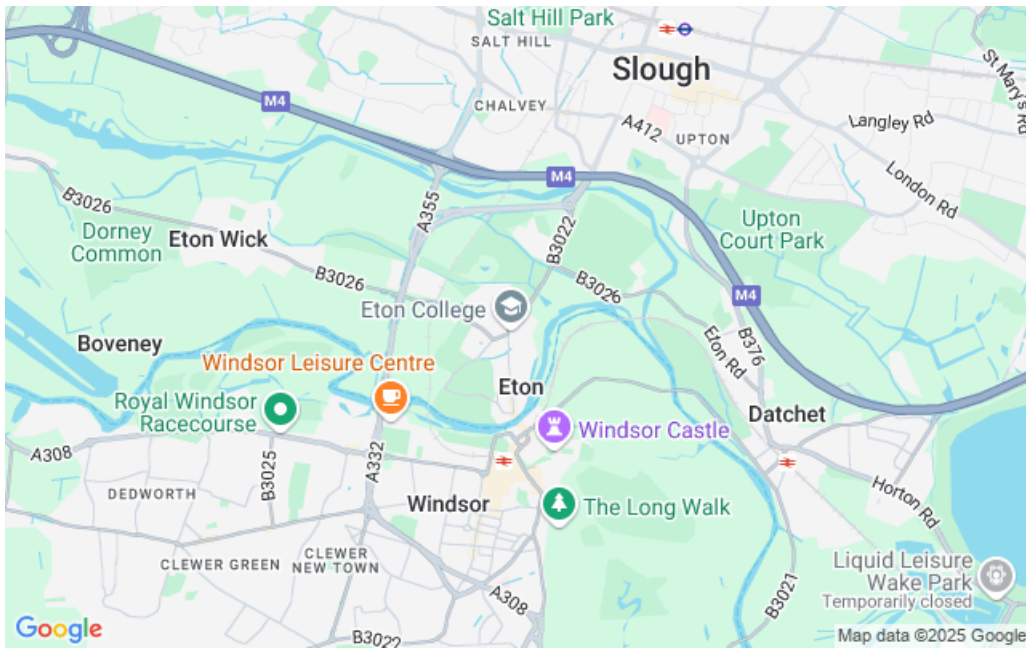 Salt Hill Park
SALT HILL
Slough
St Mary's Rd
M4
CHALVEY
A412
UPTON
Langley Rd
London Rd
M4
B3026
A355
Dorney
Common
Eton Wick
B3022
Upton
Court Park
B3026
B3026
M4
Eton College
B376
Eton Rd
Boveney
Windsor Leisure Centre
Royal Windsor
Racecourse
Eton
Datchet
Windsor Castle
A308
B3025
A332
DEDWORTH
Windsor
The Long Walk
Horton Rd
CLEWER GREEN
CLEWER
NEW TOWN
Liquid Leisure
Wake Park
Temporarily closed
A308
B3021
Google
B3022
Map data ©2025 Google